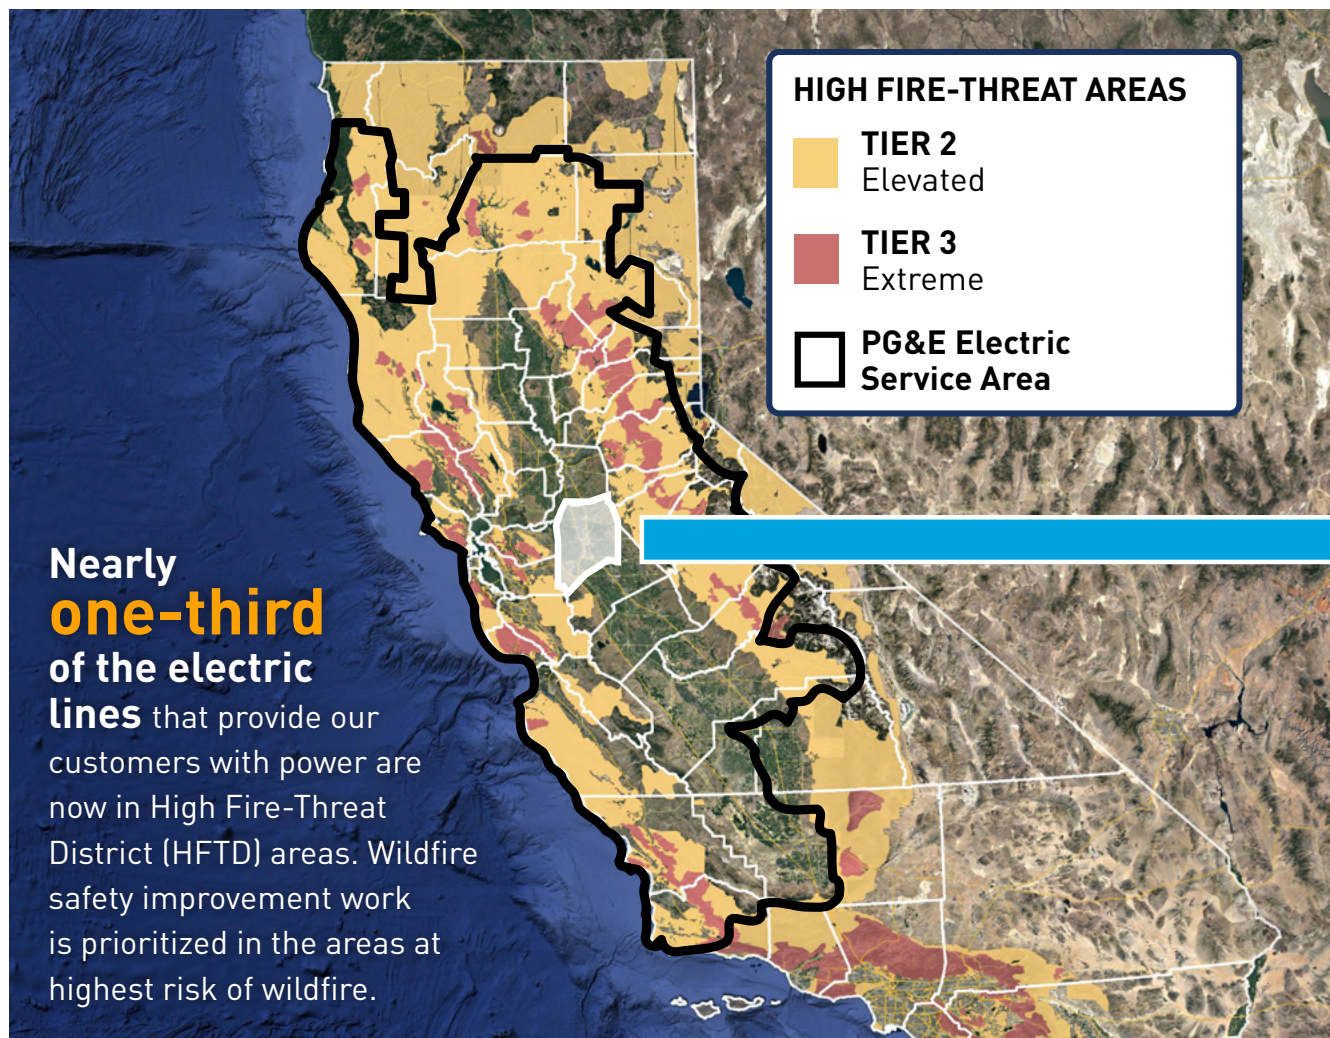 HIGH FIRE-THREAT AREAS
TIER 2
Elevated
TIER 3
Extreme
PG&E Electric
Service Area
Nearly
one-third
of the electric
lines that provide our
customers with power are
now in High Fire-Threat
District (HFTD) areas. Wildfire
safety improvement work
is prioritized in the areas at
highest risk of wildfire.